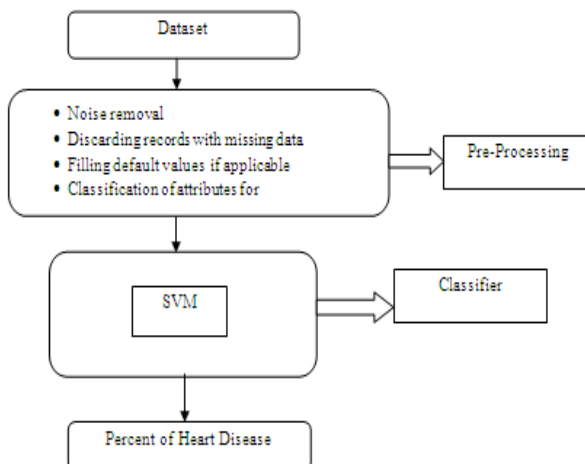 Dataset
• Noise removal
• Discarding records with missing data
• Filling default values if applicable
• Classification of attributes for
Pre-Processing
SVM
Classifier
Percent of Heart Disease